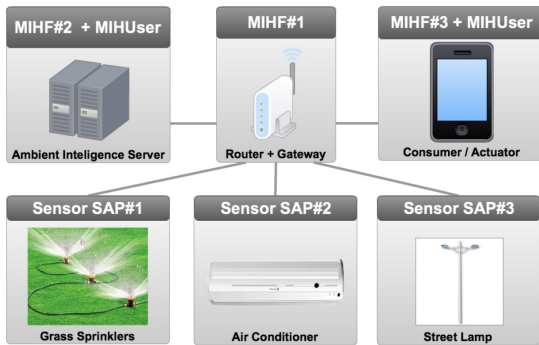 MIHF#2 + MIHUser
Ambient Inteligence Server
MIHF#1
Router + Gateway
MIHF#3 + MIHUser
Consumer / Actuator
Sensor SAP#1
Grass Sprinklers
Sensor SAP#2
Air Conditioner
Sensor SAP#3
Street Lamp